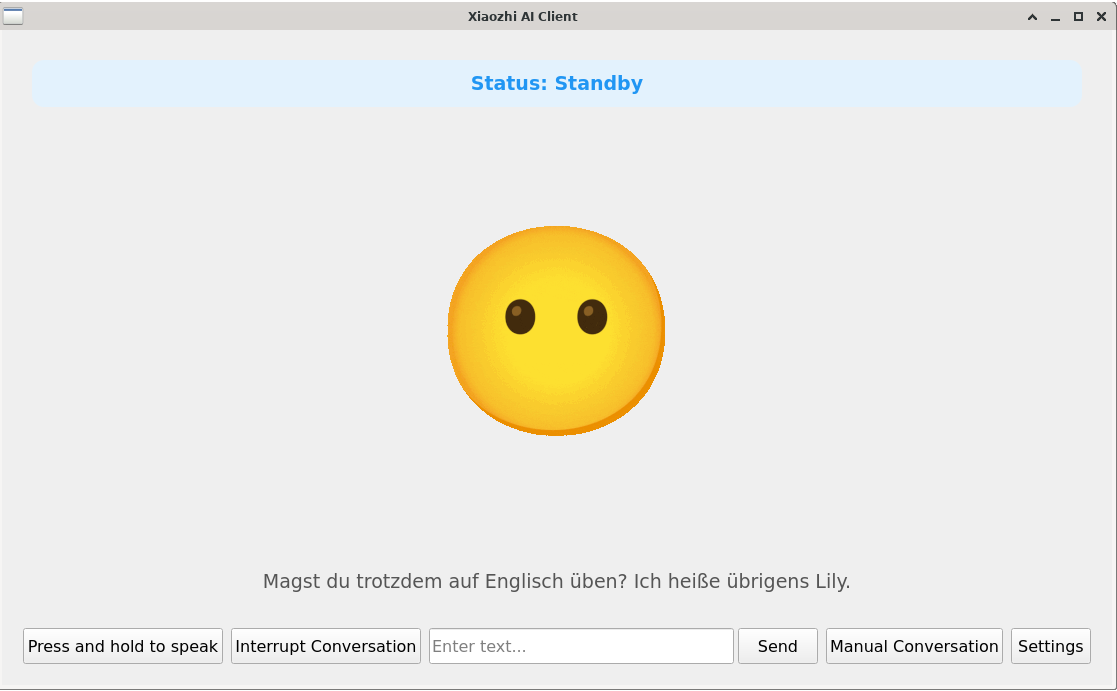 Xiaozhi AI Client
Status: Standby
Magst du trotzdem auf Englisch üben? Ich heiße übrigens Lily.
Press and hold to speak
Interrupt Conversation
Enter text...
Send
Manual Conversation
Settings